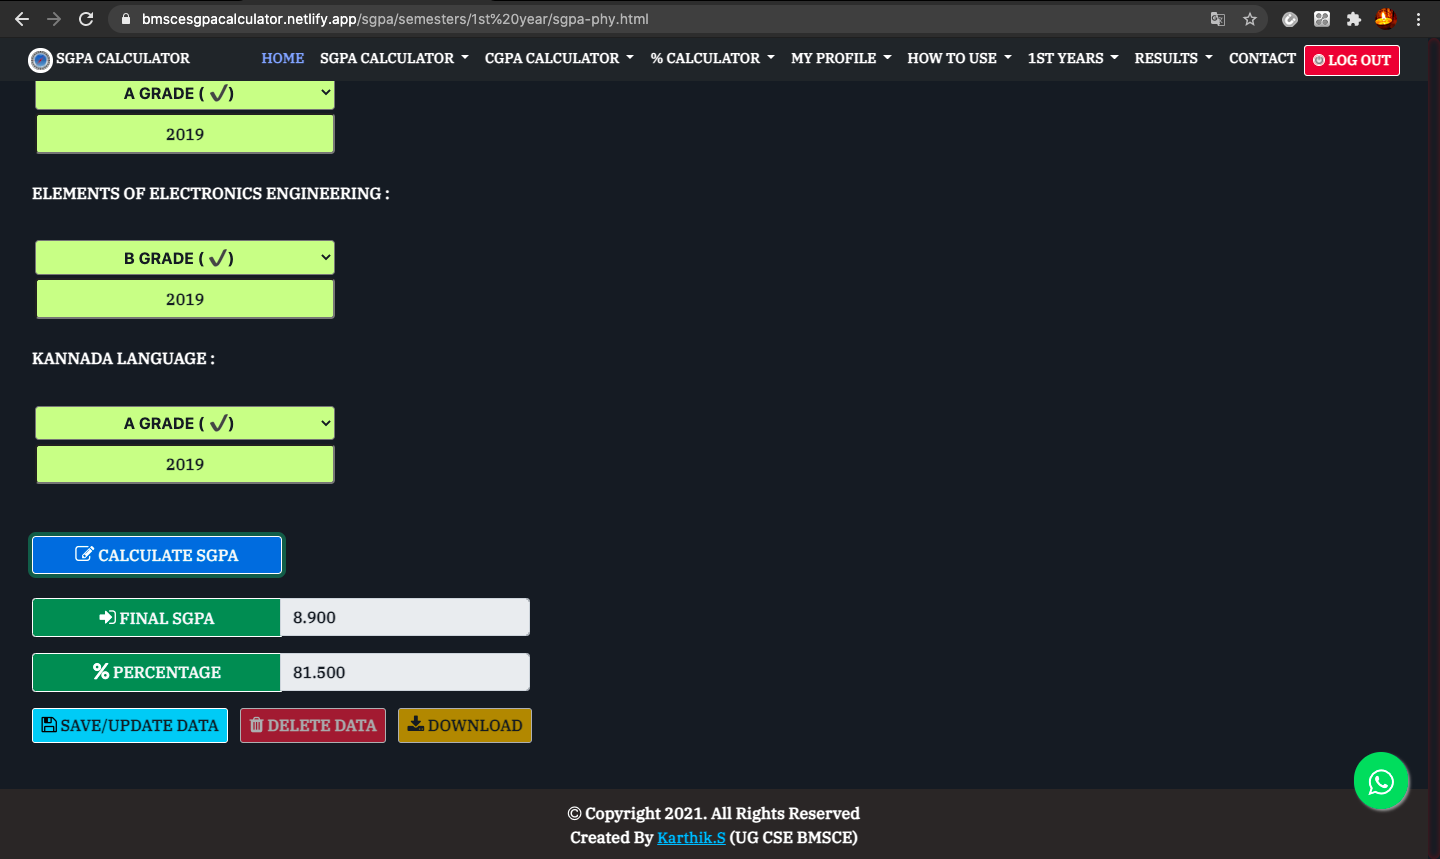 bmscesgpacalculator.netlify.app/sgpa/semesters/1st%20year/sgpa-phy.html
SGPA CALCULATOR HOME SGPA CALCULATOR CGPA CALCULATOR % CALCULATOR MY PROFILE HOW TO USE 1ST YEARS RESULTS CONTACT LOG OUT
A GRADE ( ✔)
2019
ELEMENTS OF ELECTRONICS ENGINEERING :
B GRADE ( ✔)
2019
KANNADA LANGUAGE :
A GRADE ( ✔)
2019
CALCULATE SGPA
FINAL SGPA 8.900
% PERCENTAGE 81.500
SAVE/UPDATE DATA DELETE DATA DOWNLOAD
© Copyright 2021. All Rights Reserved
Created By Karthik.S (UG CSE BMSCE)